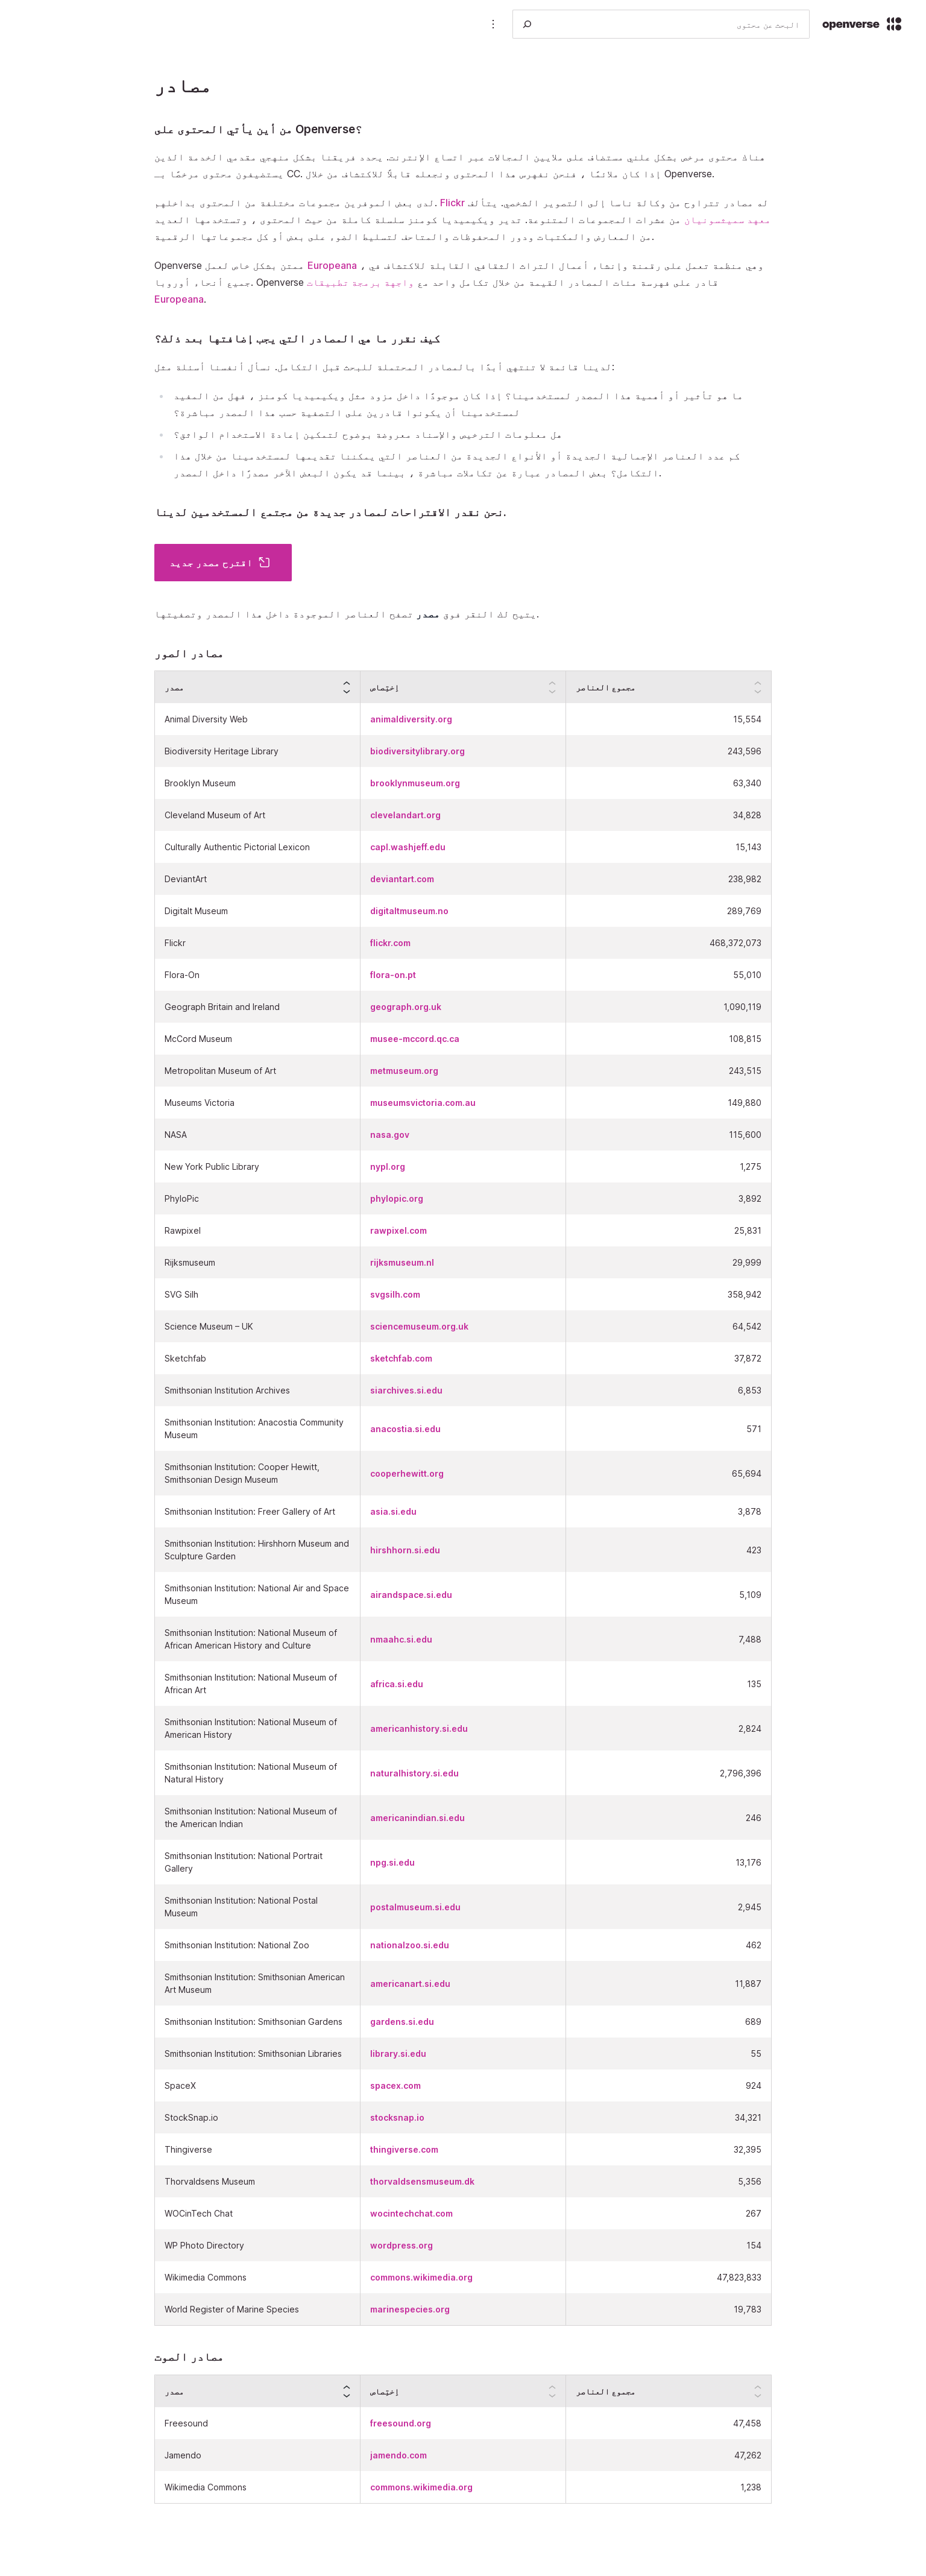 openverse
البحث عن محتوى
مصادر
من أين يأتي المحتوى على Openverse؟
هناك محتوى مرخص بشكل علني مستضاف على ملايين المجالات عبر اتساع الإنترنت. يحدد فريقنا بشكل منهجي مقدمي الخدمة الذين
يستضيفون محتوى مرخصًا بـ CC. إذا كان ملائمًا ، فنحن نفهرس هذا المحتوى ونجعله قابلاً للاكتشاف من خلال Openverse.
لدى بعض الموفرين مجموعات مختلفة من المحتوى بداخلهم. Flickr له مصادر تتراوح من وكالة ناسا إلى التصوير الشخصي. يتألف
معهد سميثسونيان من عشرات المجموعات المتنوعة. تدير ويكيميديا كومنز سلسلة كاملة من حيث المحتوى ، وتستخدمها العديد
من المعارض والمكتبات ودور المحفوظات والمتاحف لتسليط الضوء على بعض أو كل مجموعاتها الرقمية.
Openverse ممتن بشكل خاص لعمل Europeana ، وهي منظمة تعمل على رقمنة وإنشاء أعمال التراث الثقافي القابلة للاكتشاف في
جميع أنحاء أوروبا. Openverse قادر على فهرسة مئات المصادر القيمة من خلال تكامل واحد مع واجهة برمجة تطبيقات
Europeana.
كيف نقرر ما هي المصادر التي يجب إضافتها بعد ذلك؟
لدينا قائمة لا تنتهي أبدًا بالمصادر المحتملة للبحث قبل التكامل. نسأل أنفسنا أسئلة مثل:
ما هو تأثير أو أهمية هذا المصدر لمستخدمينا؟ إذا كان موجودًا داخل مزود مثل ويكيميديا كومنز ، فهل من المفيد
لمستخدمينا أن يكونوا قادرين على التصفية حسب هذا المصدر مباشرة؟
هل معلومات الترخيص والإسناد معروضة بوضوح لتمكين إعادة الاستخدام الواثق؟
كم عدد العناصر الإجمالية الجديدة أو الأنواع الجديدة من العناصر التي يمكننا تقديمها لمستخدمينا من خلال هذا
التكامل؟ بعض المصادر عبارة عن تكاملات مباشرة ، بينما قد يكون البعض الآخر مصدرًا داخل المصدر.
نحن نقدر الاقتراحات لمصادر جديدة من مجتمع المستخدمين لدينا.
اقترح مصدر جديد
يتيح لك النقر فوق مصدر تصفح العناصر الموجودة داخل هذا المصدر وتصفيتها.
مصادر الصور
مصدر	إختِصاص	مجموع العناصر
Animal Diversity Web	animaldiversity.org	15,554
Biodiversity Heritage Library	biodiversitylibrary.org	243,596
Brooklyn Museum	brooklynmuseum.org	63,340
Cleveland Museum of Art	clevelandart.org	34,828
Culturally Authentic Pictorial Lexicon	capl.washjeff.edu	15,143
DeviantArt	deviantart.com	238,982
Digitalt Museum	digitaltmuseum.no	289,769
Flickr	flickr.com	468,372,073
Flora-On	flora-on.pt	55,010
Geograph Britain and Ireland	geograph.org.uk	1,090,119
McCord Museum	musee-mccord.qc.ca	108,815
Metropolitan Museum of Art	metmuseum.org	243,515
Museums Victoria	museumsvictoria.com.au	149,880
NASA	nasa.gov	115,600
New York Public Library	nypl.org	1,275
PhyloPic	phylopic.org	3,892
Rawpixel	rawpixel.com	25,831
Rijksmuseum	rijksmuseum.nl	29,999
SVG Silh	svgsilh.com	358,942
Science Museum – UK	sciencemuseum.org.uk	64,542
Sketchfab	sketchfab.com	37,872
Smithsonian Institution Archives	siarchives.si.edu	6,853
Smithsonian Institution: Anacostia Community
Museum	anacostia.si.edu	571
Smithsonian Institution: Cooper Hewitt,
Smithsonian Design Museum	cooperhewitt.org	65,694
Smithsonian Institution: Freer Gallery of Art	asia.si.edu	3,878
Smithsonian Institution: Hirshhorn Museum and
Sculpture Garden	hirshhorn.si.edu	423
Smithsonian Institution: National Air and Space
Museum	airandspace.si.edu	5,109
Smithsonian Institution: National Museum of
African American History and Culture	nmaahc.si.edu	7,488
Smithsonian Institution: National Museum of
African Art	africa.si.edu	135
Smithsonian Institution: National Museum of
American History	americanhistory.si.edu	2,824
Smithsonian Institution: National Museum of
Natural History	naturalhistory.si.edu	2,796,396
Smithsonian Institution: National Museum of
the American Indian	americanindian.si.edu	246
Smithsonian Institution: National Portrait
Gallery	npg.si.edu	13,176
Smithsonian Institution: National Postal
Museum	postalmuseum.si.edu	2,945
Smithsonian Institution: National Zoo	nationalzoo.si.edu	462
Smithsonian Institution: Smithsonian American
Art Museum	americanart.si.edu	11,887
Smithsonian Institution: Smithsonian Gardens	gardens.si.edu	689
Smithsonian Institution: Smithsonian Libraries	library.si.edu	55
SpaceX	spacex.com	924
StockSnap.io	stocksnap.io	34,321
Thingiverse	thingiverse.com	32,395
Thorvaldsens Museum	thorvaldsensmuseum.dk	5,356
WOCinTech Chat	wocintechchat.com	267
WP Photo Directory	wordpress.org	154
Wikimedia Commons	commons.wikimedia.org	47,823,833
World Register of Marine Species	marinespecies.org	19,783
مصادر الصوت
مصدر	إختِصاص	مجموع العناصر
Freesound	freesound.org	47,458
Jamendo	jamendo.com	47,262
Wikimedia Commons	commons.wikimedia.org	1,238